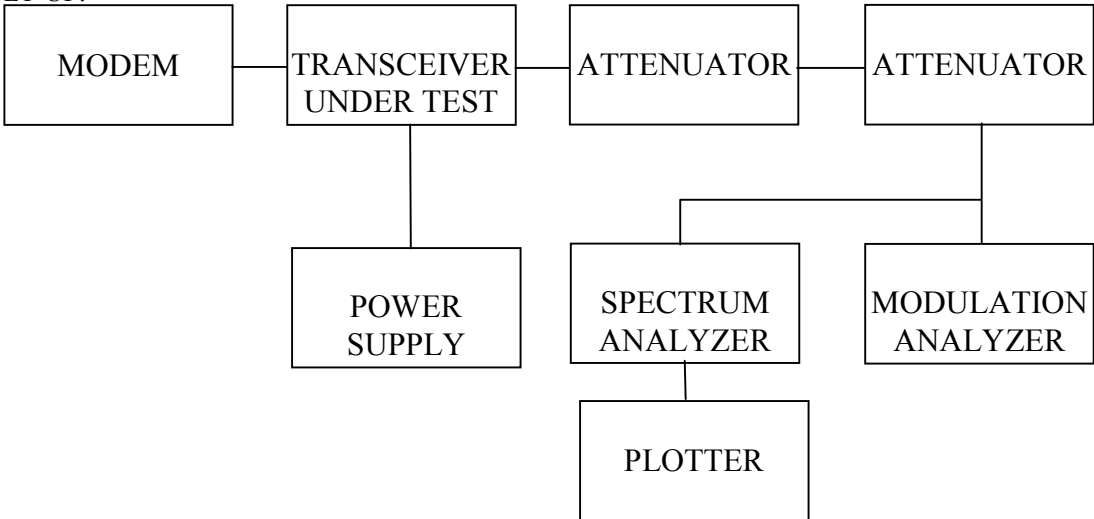 MODEM
TRANSCEIVER
UNDER TEST
ATTENUATOR
ATTENUATOR
POWER
SUPPLY
SPECTRUM
ANALYZER
MODULATION
ANALYZER
PLOTTER